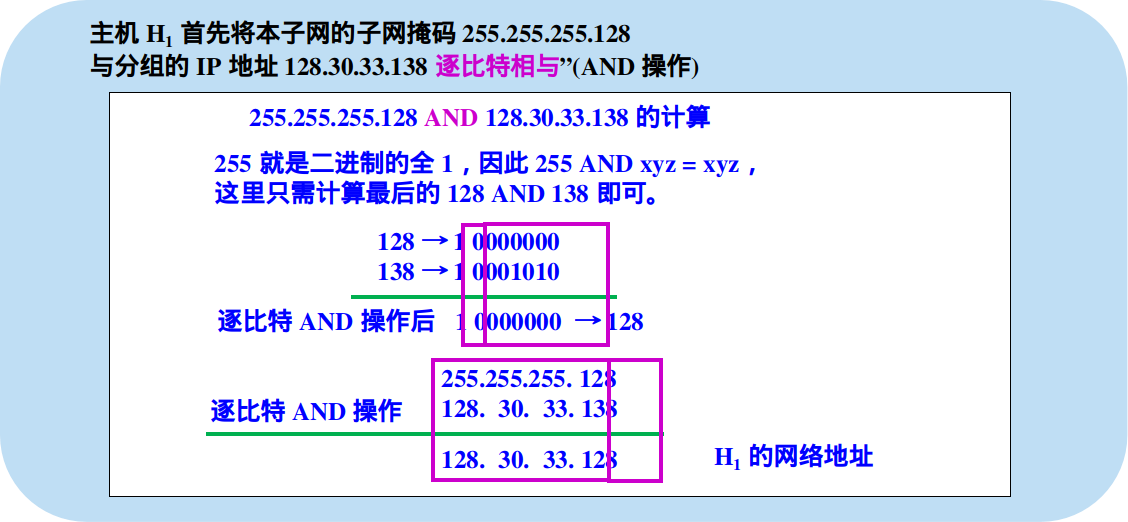 主机 H1 首先将本子网的子网掩码 255.255.255.128
与分组的 IP 地址 128.30.33.138 逐比特相与”(AND 操作)
255.255.255.128 AND 128.30.33.138 的计算
255 就是二进制的全 1，因此 255 AND xyz = xyz，
这里只需计算最后的 128 AND 138 即可。
128 → 1 0000000
138 → 1 0001010
逐比特 AND 操作后 1 0000000 → 128
255.255.255. 128
逐比特 AND 操作 128. 30. 33. 138
128. 30. 33. 128 H1 的网络地址